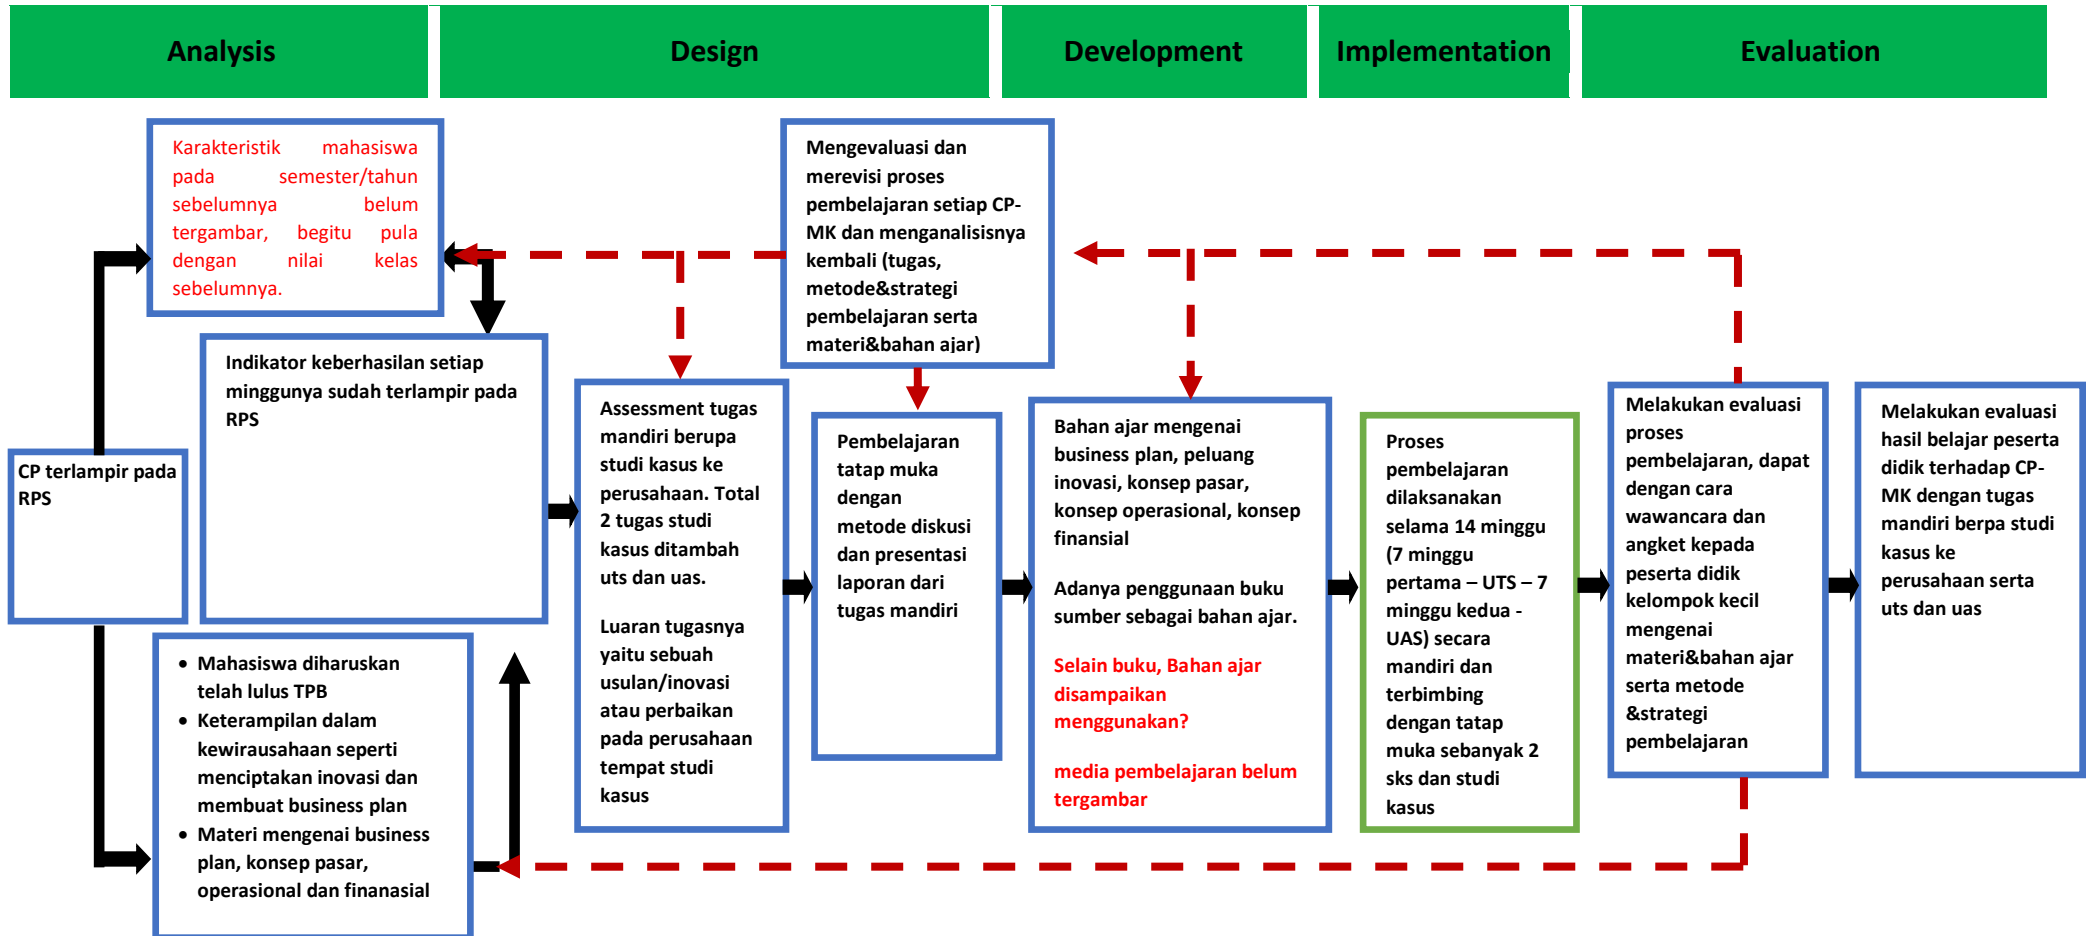 Analysis
Design
Development
Implementation
Evaluation
Karakteristik mahasiswa
pada semester/tahun
sebelumnya belum
tergambar, begitu pula
dengan nilai kelas
sebelumnya.
Indikator keberhasilan setiap
minggunya sudah terlampir pada
RPS
CP terlampir pada
RPS
• Mahasiswa diharuskan
telah lulus TPB
• Keterampilan dalam
kewirausahaan seperti
menciptakan inovasi dan
membuat business plan
• Materi mengenai business
plan, konsep pasar,
operasional dan finanasial
Mengevaluasi dan
merevisi proses
pembelajaran setiap CP-
MK dan menganalisisnya
kembali (tugas,
metode&strategi
pembelajaran serta
materi&bahan ajar)
Assessment tugas
mandiri berupa
studi kasus ke
perusahaan. Total
2 tugas studi
kasus ditambah
uts dan uas.
Luaran tugasnya
yaitu sebuah
usulan/inovasi
atau perbaikan
pada perusahaan
tempat studi
kasus
Pembelajaran
tatap muka
dengan
metode diskusi
dan presentasi
laporan dari
tugas mandiri
Bahan ajar mengenai
business plan, peluang
inovasi, konsep pasar,
konsep operasional, konsep
finansial
Adanya penggunaan buku
sumber sebagai bahan ajar.
Selain buku, Bahan ajar
disampaikan
menggunakan?
media pembelajaran belum
tergambar
Proses
pembelajaran
dilaksanakan
selama 14 minggu
(7 minggu
pertama – UTS – 7
minggu kedua -
UAS) secara
mandiri dan
terbimbing
dengan tatap
muka sebanyak 2
sks dan studi
kasus
Melakukan evaluasi
proses
pembelajaran, dapat
dengan cara
wawancara dan
angket kepada
peserta didik
kelompok kecil
mengenai
materi&bahan ajar
serta metode
&strategi
pembelajaran
Melakukan evaluasi
hasil belajar peserta
didik terhadap CP-
MK dengan tugas
mandiri berpa studi
kasus ke
perusahaan serta
uts dan uas